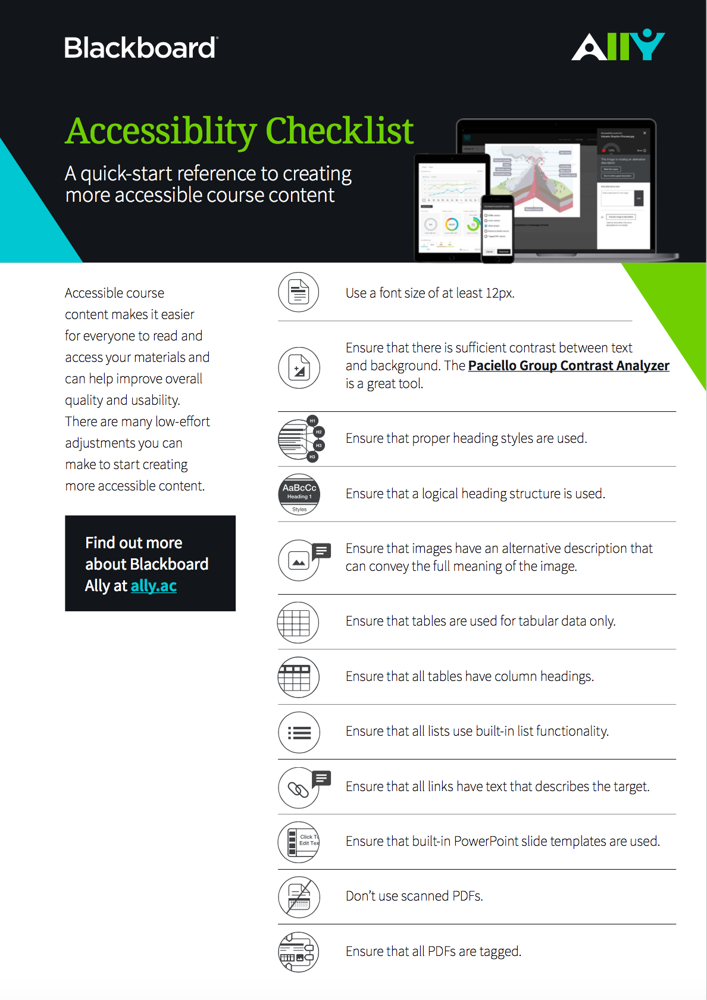 Blackboard
Ally
Accessiblity Checklist
A quick-start reference to creating
more accessible course content
Accessible course
content makes it easier
for everyone to read and
access your materials and
can help improve overall
quality and usability.
There are many low-effort
adjustments you can
make to start creating
more accessible content.
Find out more
about Blackboard
Ally at ally.ac
Use a font size of at least 12px.
Ensure that there is sufficient contrast between text
and background. The Paciello Group Contrast Analyzer
is a great tool.
H1
H2
H3
H3
Ensure that proper heading styles are used.
AaBbCc
Heading 1
Styles
Ensure that a logical heading structure is used.
Ensure that images have an alternative description that
can convey the full meaning of the image.
Ensure that tables are used for tabular data only.
Ensure that all tables have column headings.
Ensure that all lists use built-in list functionality.
Ensure that all links have text that describes the target.
Click To
Edit Tex
Ensure that built-in PowerPoint slide templates are used.
Don’t use scanned PDFs.
Ensure that all PDFs are tagged.